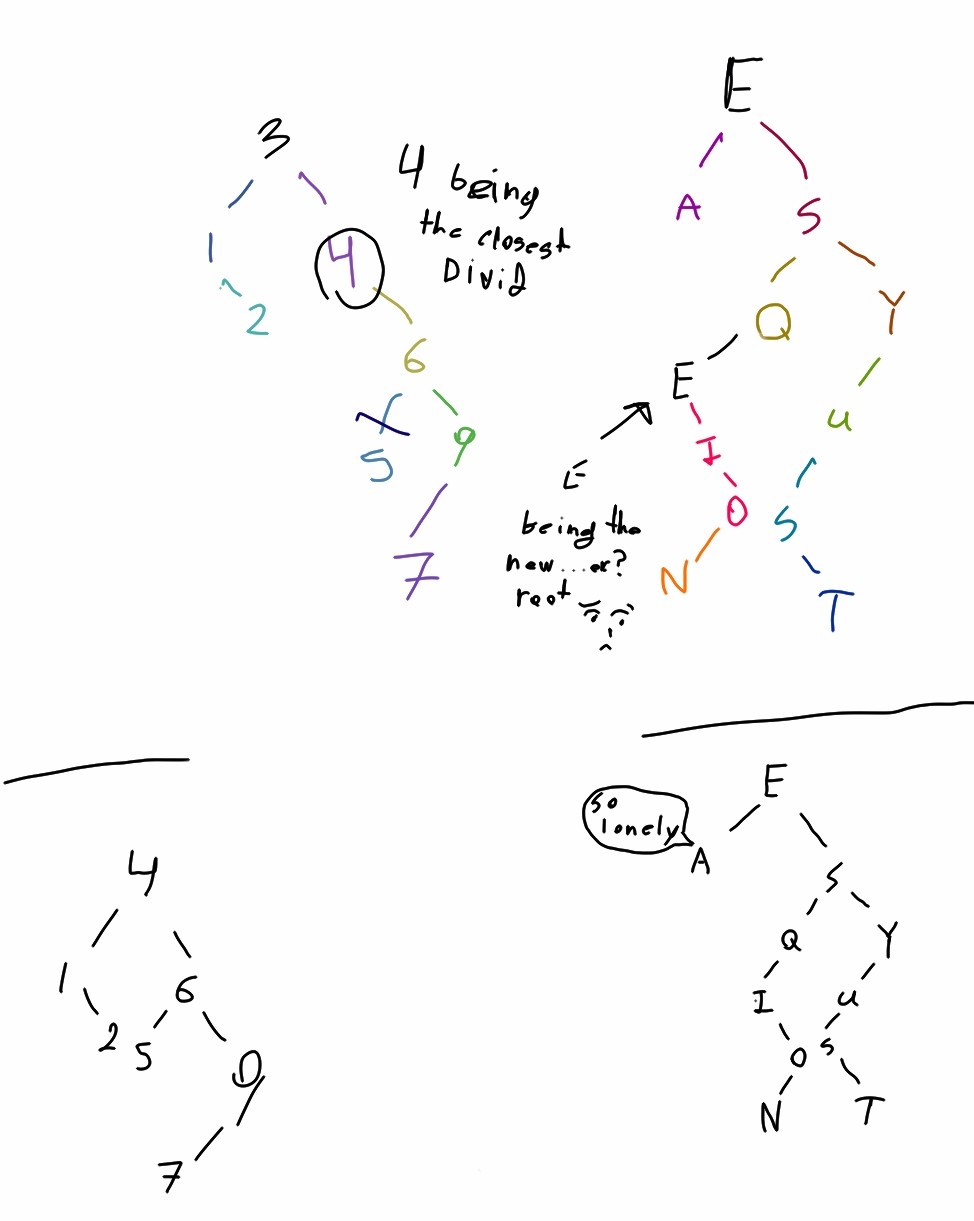 3
1
4
2
6
5
9
7
4 being
the closest
Divid
E
A
S
Q
Y
E
u
I
O
S
N
T
E
being the
new...er?
root
4
1
6
2
5
9
7
so
lonely
E
A
S
Q
Y
I
u
O
s
N
T